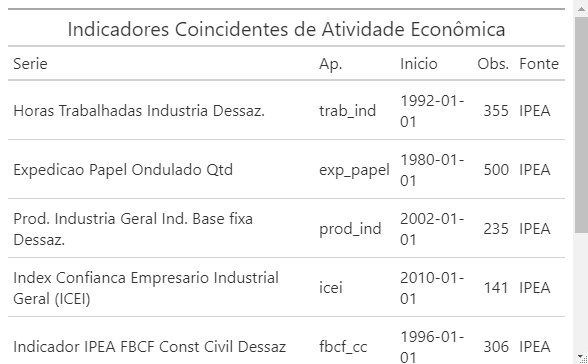 Indicadores Coincidentes de Atividade Econômica
Serie Ap. Inicio Obs. Fonte
Horas Trabalhadas Industria Dessaz. trab_ind 1992-01-01 355 IPEA
Expedicao Papel Ondulado Qtd exp_papel 1980-01-01 500 IPEA
Prod. Industria Geral Ind. Base fixa
Dessaz. prod_ind 2002-01-01 235 IPEA
Index Confianca Empresario Industrial
Geral (ICEI) icei 2010-01-01 141 IPEA
Indicador IPEA FBCF Const Civil Dessaz fbcf_cc 1996-01-01 306 IPEA